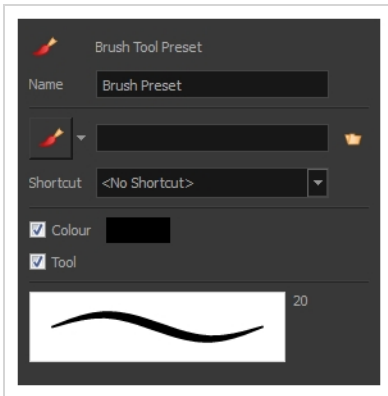 Brush Tool Preset
Name Brush Preset
Shortcut <No Shortcut>
Colour
Tool
20